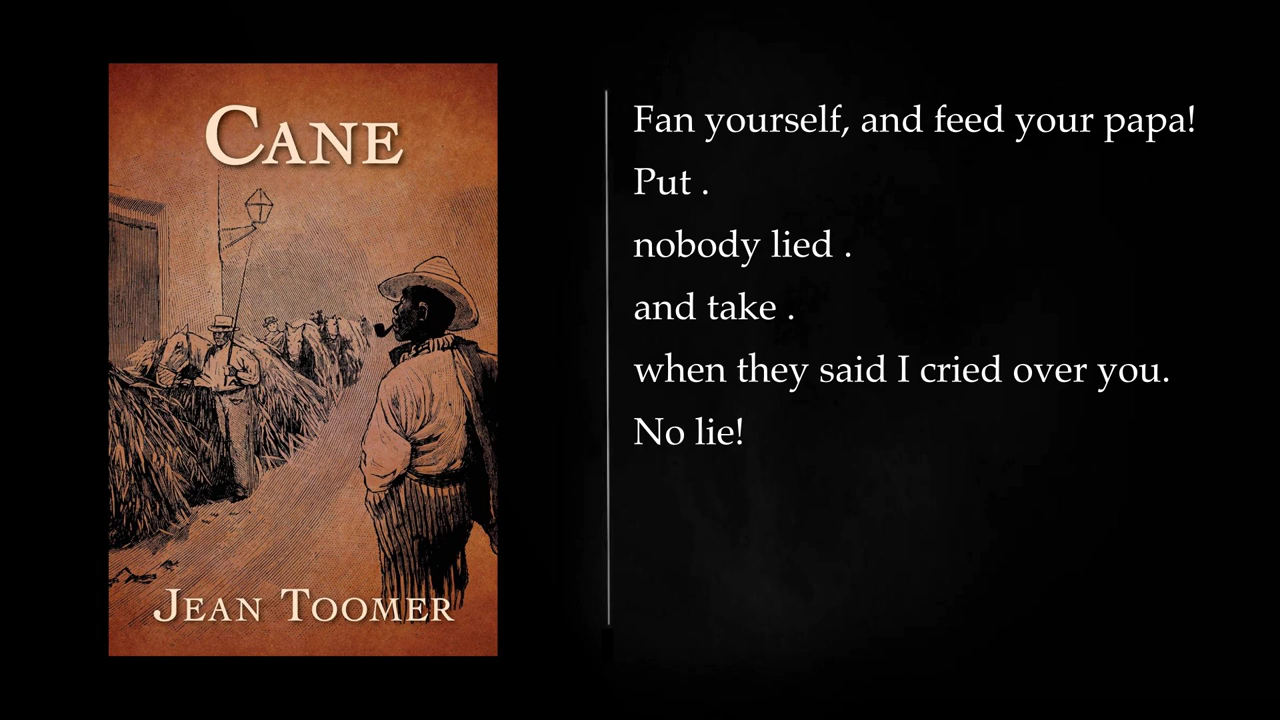 CANE
JEAN TOOMER
Fan yourself, and feed your papa!
Put .
nobody lied .
and take .
when they said I cried over you.
No lie!